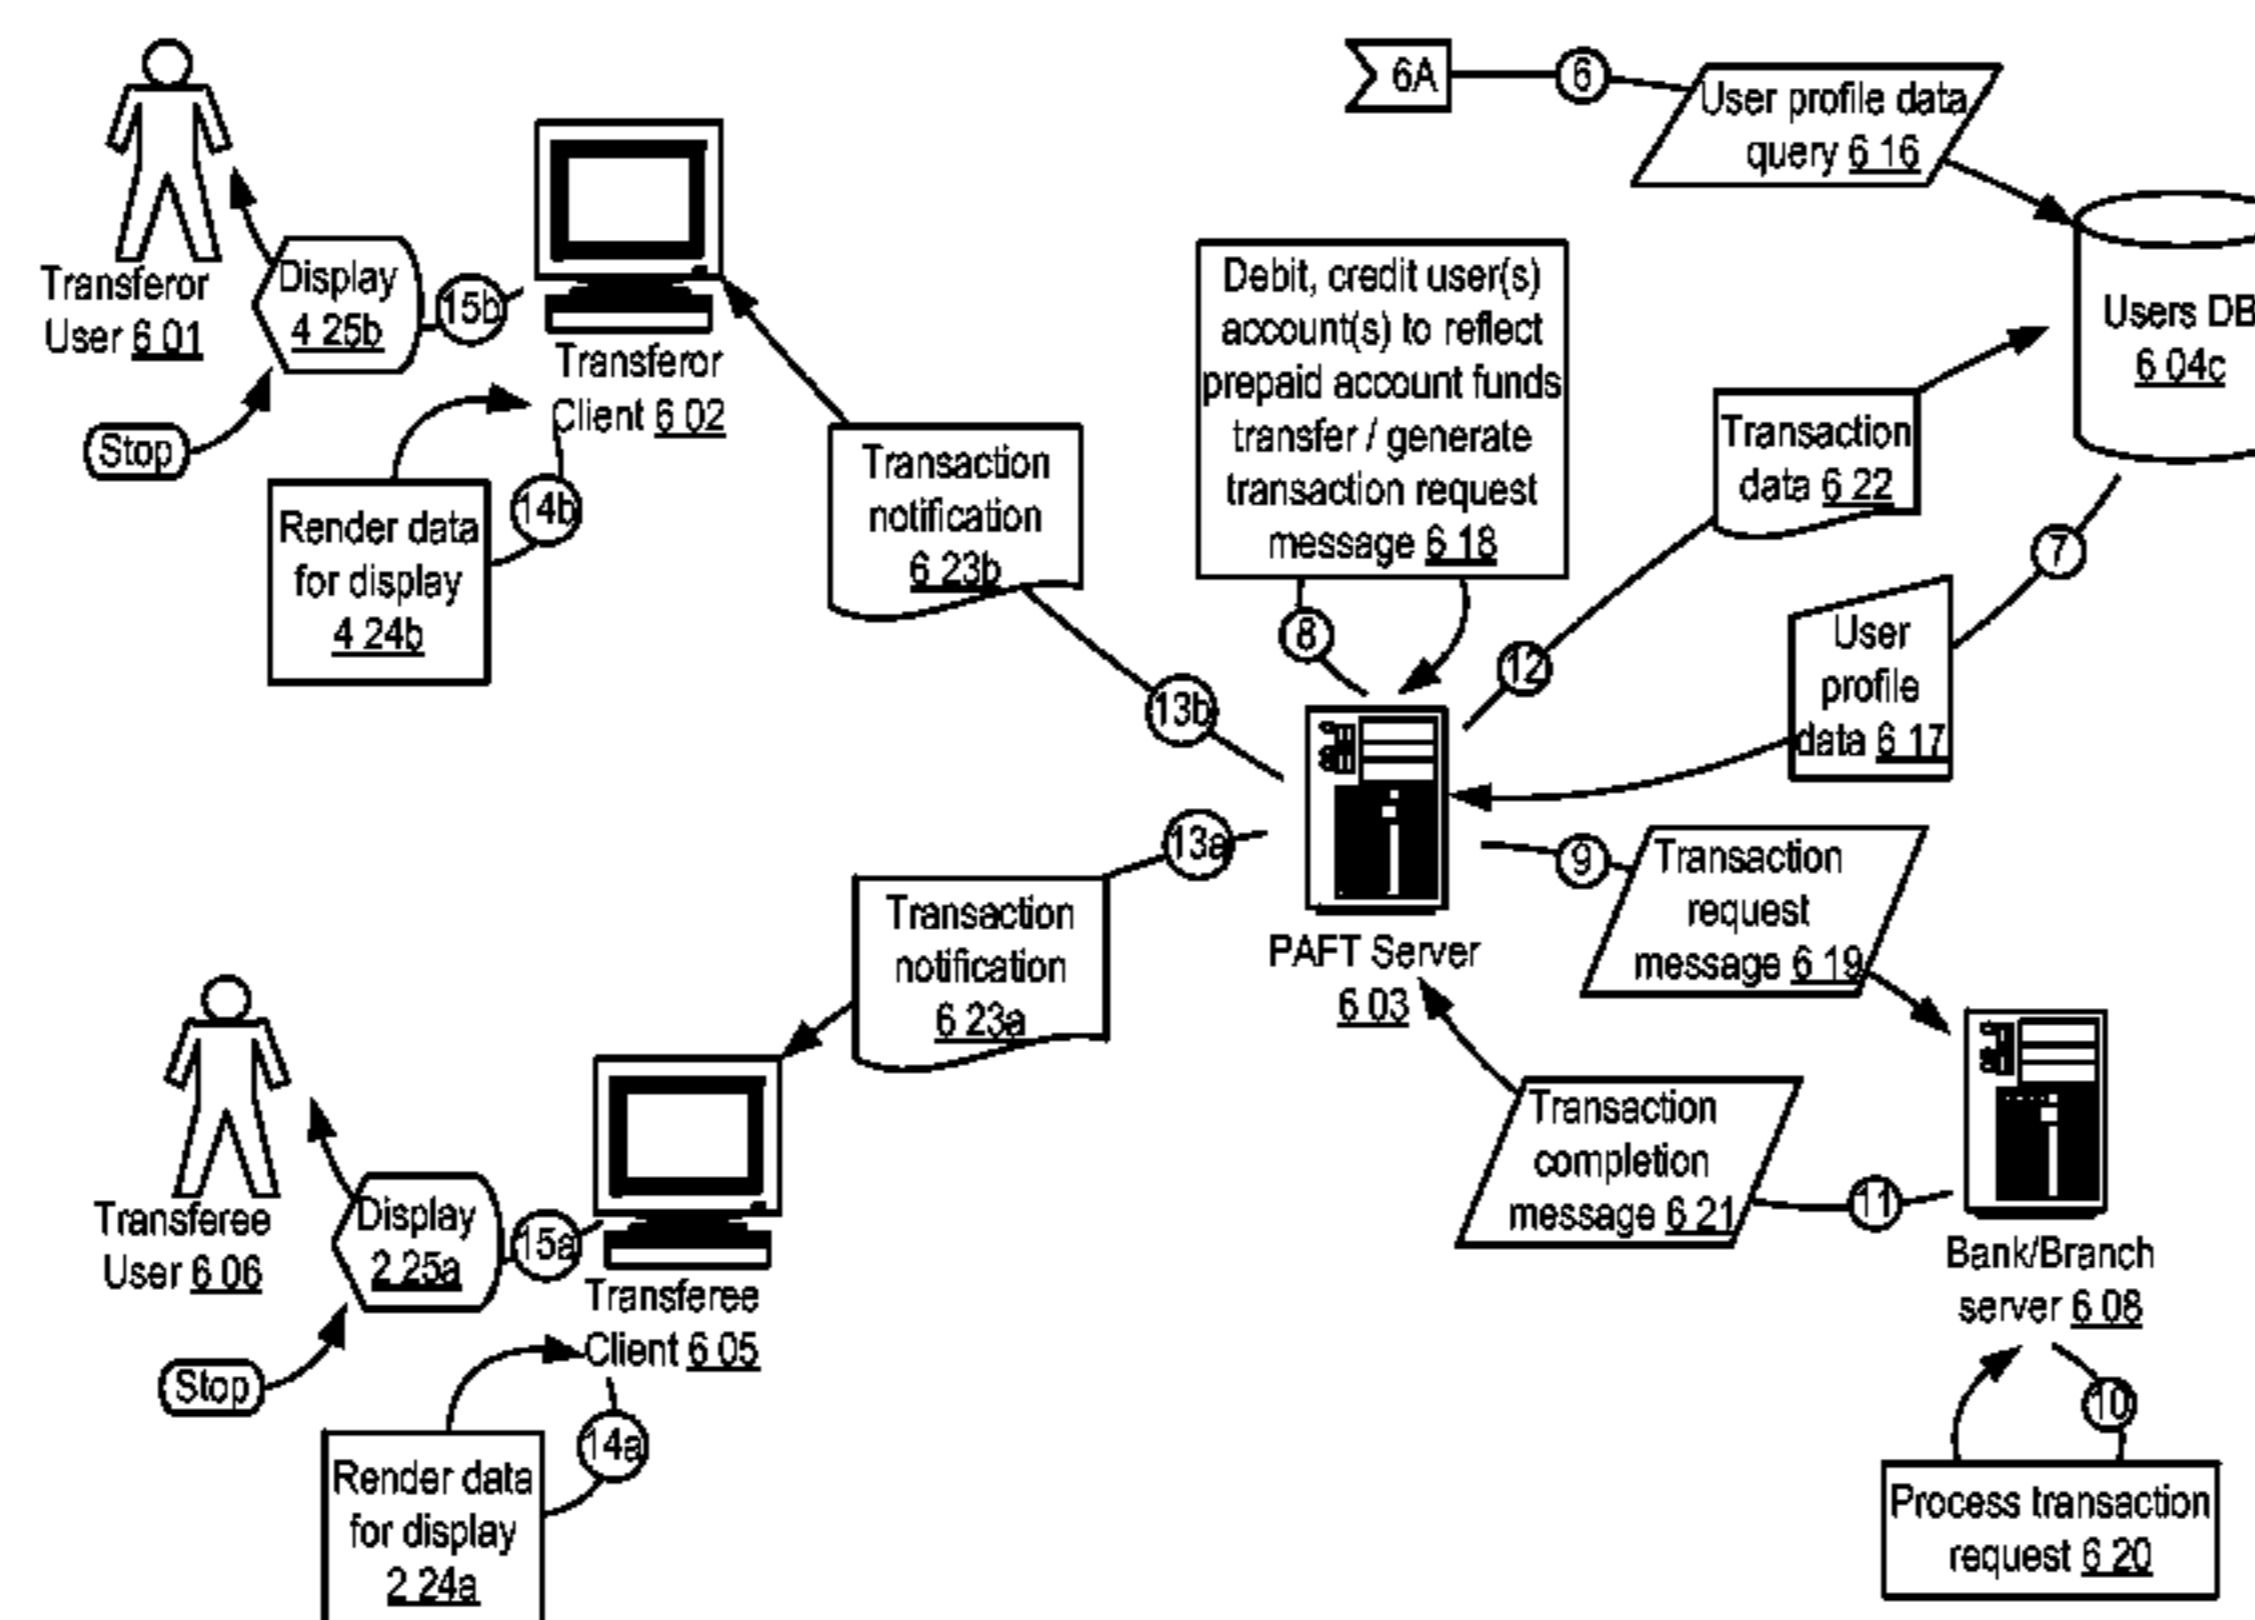 6A
6
User profile data
query 6 16
Transferor
User 6 01
Display
4 25b
15b
Transferor
Client 6 02
Stop
Render data
for display
4 24b
14b
Transaction
notification
6 23b
13b
Debit, credit user(s)
account(s) to reflect
prepaid account funds
transfer / generate
transaction request
message 6 18
8
Users DB
6 04c
Transaction
data 6 22
12
7
User
profile
data 6 17
PAFT Server
6 03
13a
Transaction
notification
6 23a
9
Transaction
request
message 6 19
Transaction
completion
message 6 21
11
Bank/Branch
server 6 08
10
Process transaction
request 6 20
Transferee
User 6 06
Display
2 25a
15a
Transferee
Client 6 05
Stop
Render data
for display
2 24a
14a